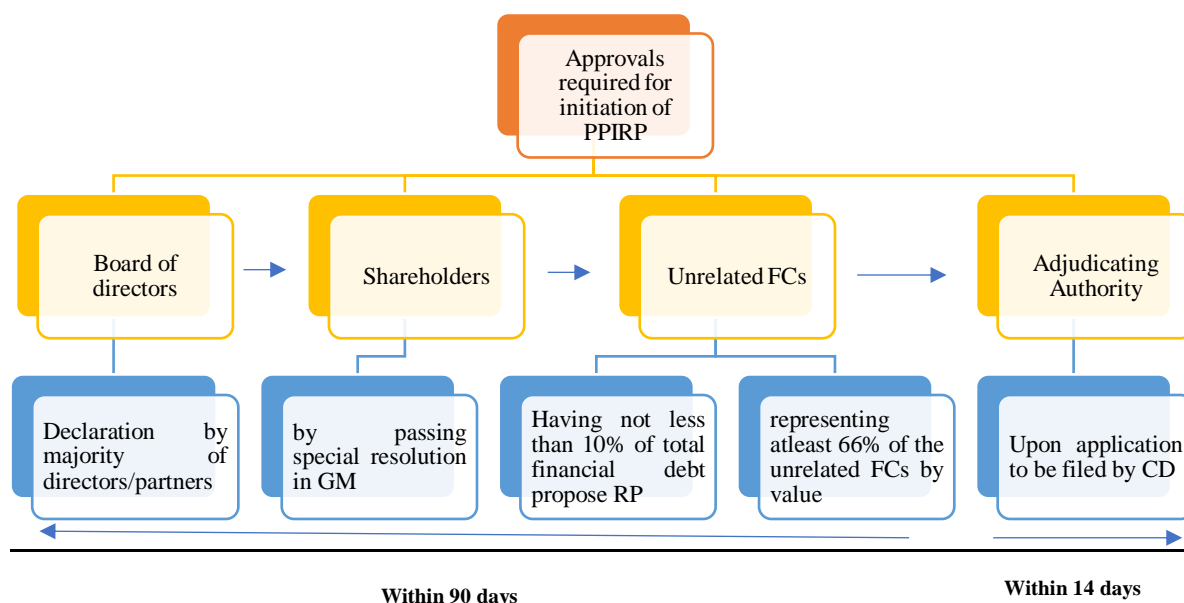 Approvals
required for
initiation of
PPIRP
Board of
directors
Shareholders
Unrelated FCs
Adjudicating
Authority
Declaration by
majority of
directors/partners
by passing
special resolution
in GM
Having not less
than 10% of total
financial debt
propose RP
representing
atleast 66% of the
unrelated FCs by
value
Upon application
to be filed by CD
Within 90 days
Within 14 days